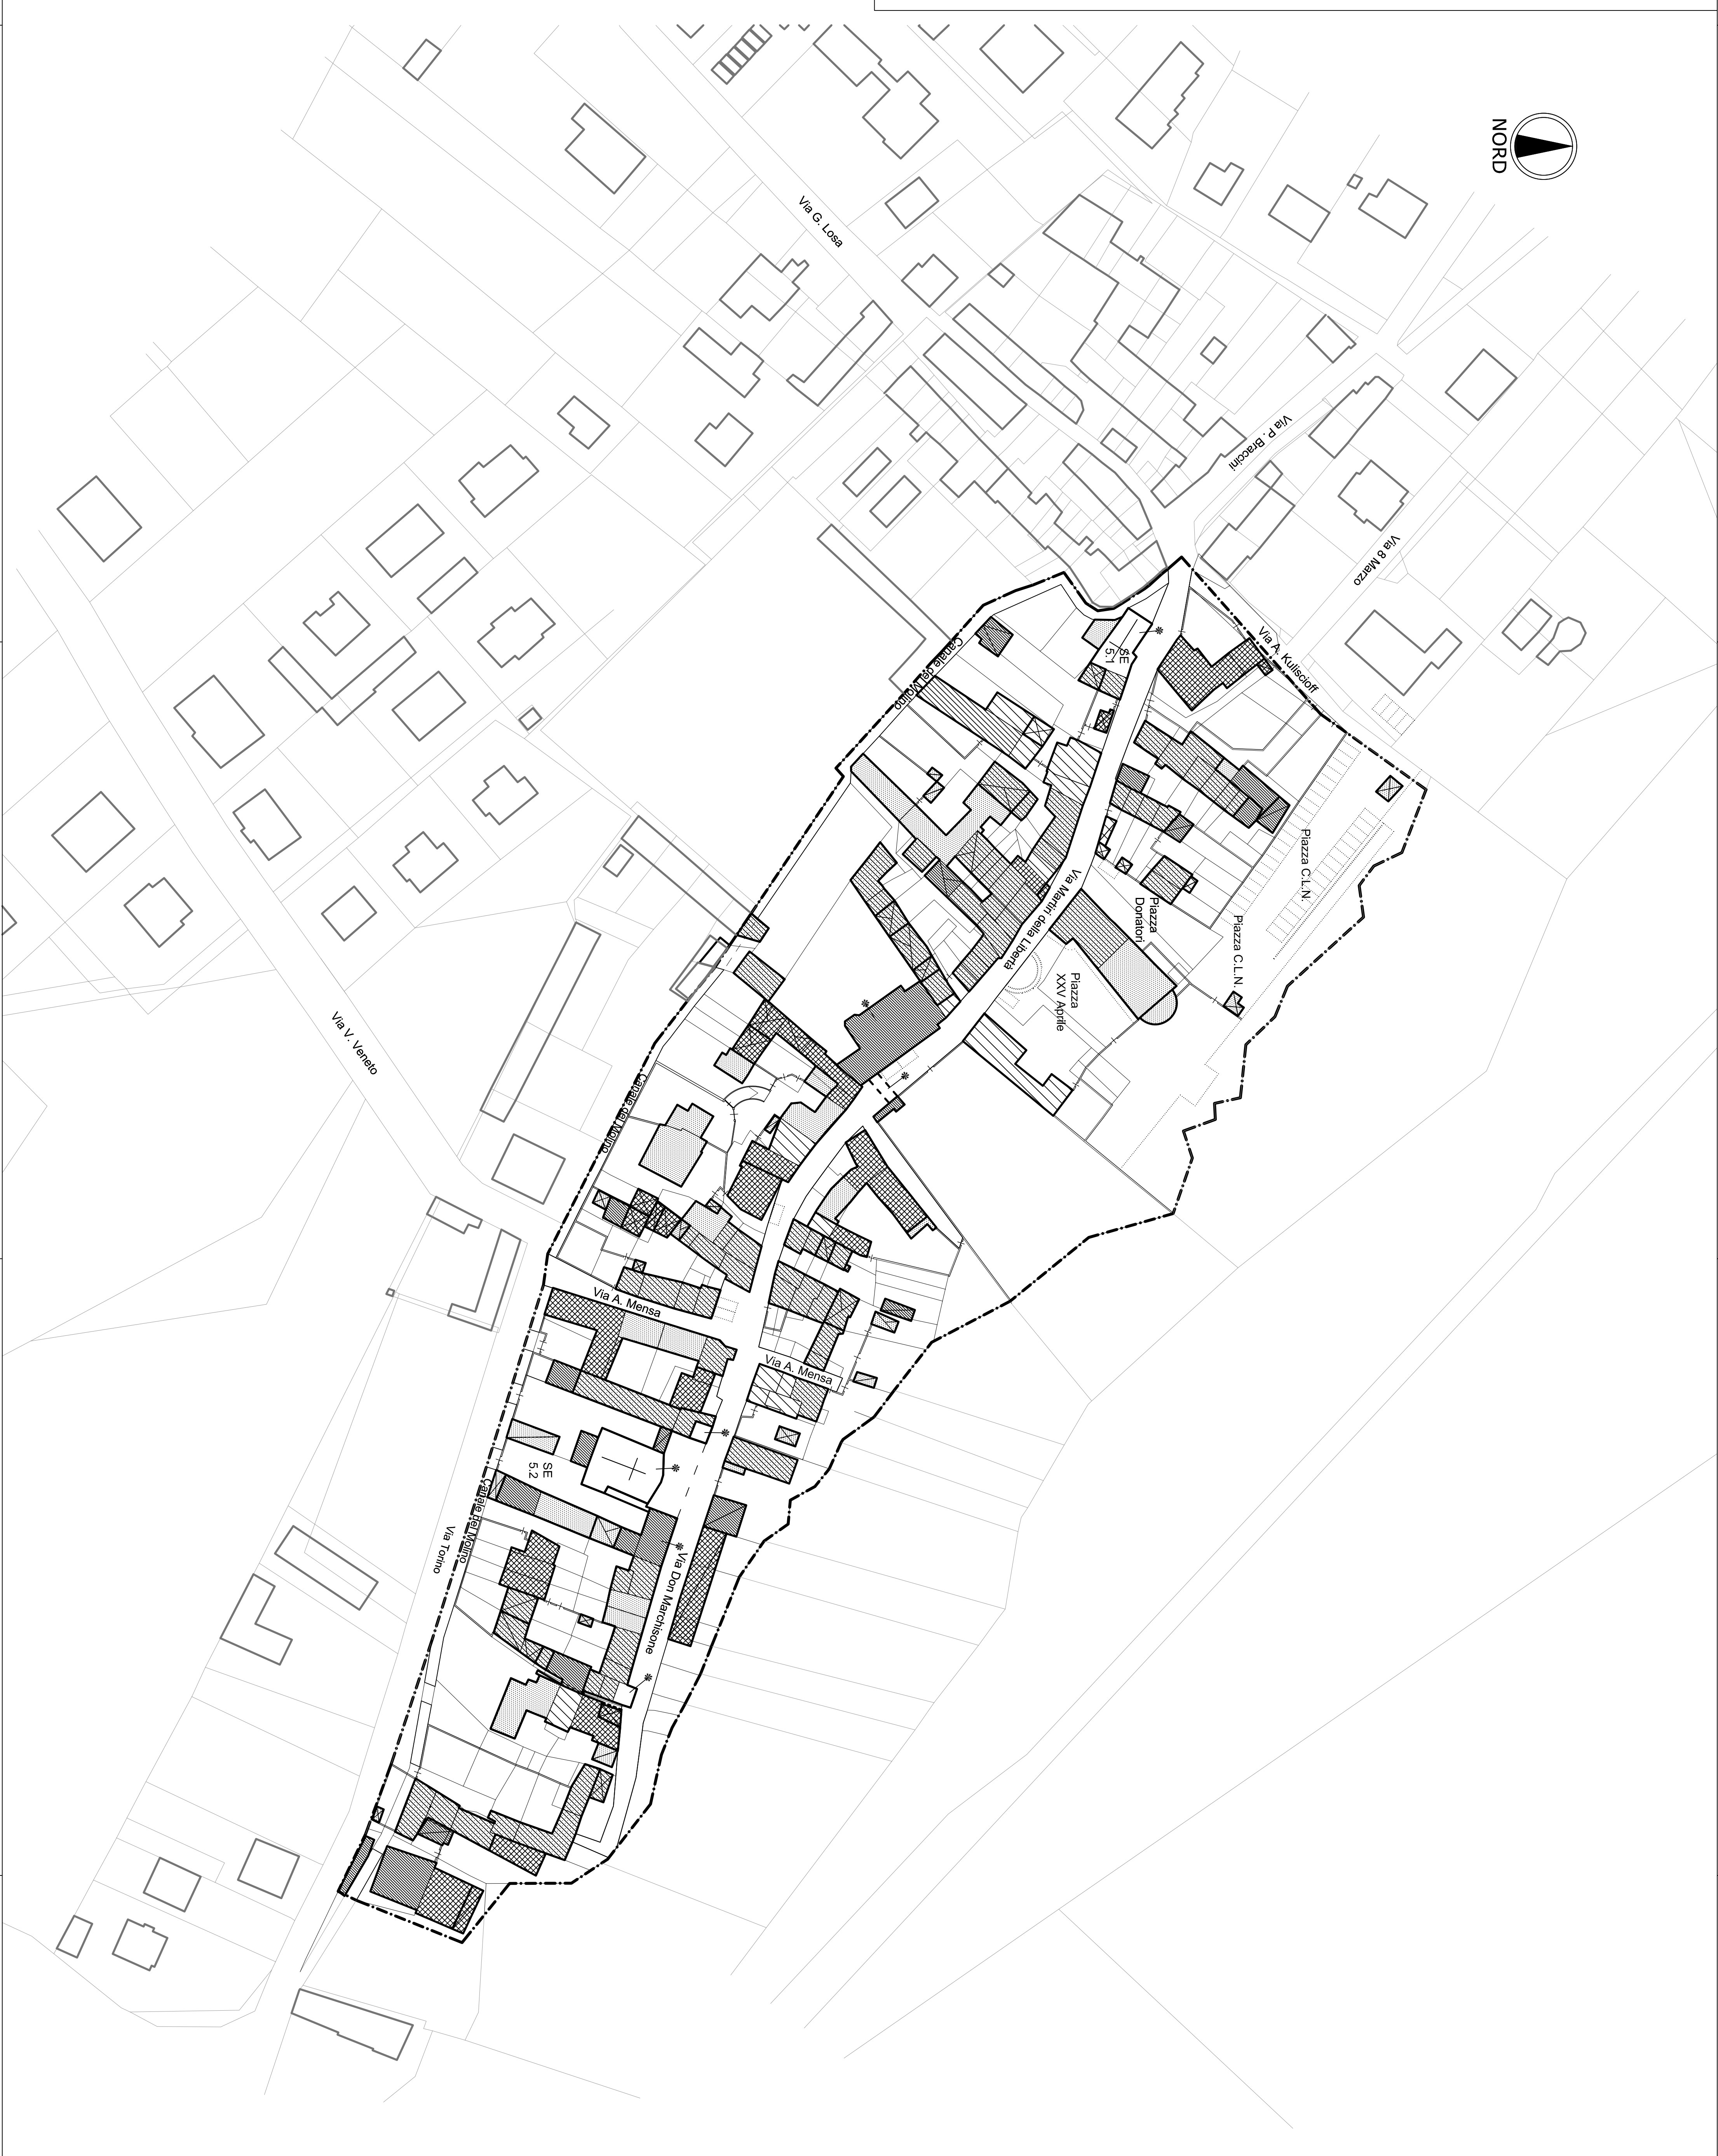 NORD
Via G. Losa
Via P. Braccini
Via 8 Marzo
Via A. Kuliscioff
Canale del Molino
SE
5.1
Piazza C.L.N.
Via Martiri della Libertà
Piazza
Donatori
Piazza C.L.N.
Piazza
XXV Aprile
Via V. Veneto
Canale del Molino
Via A. Mensa
Via A. Mensa
SE
5.2
Canale del Molino
Via Torino
Via Don Marchisone